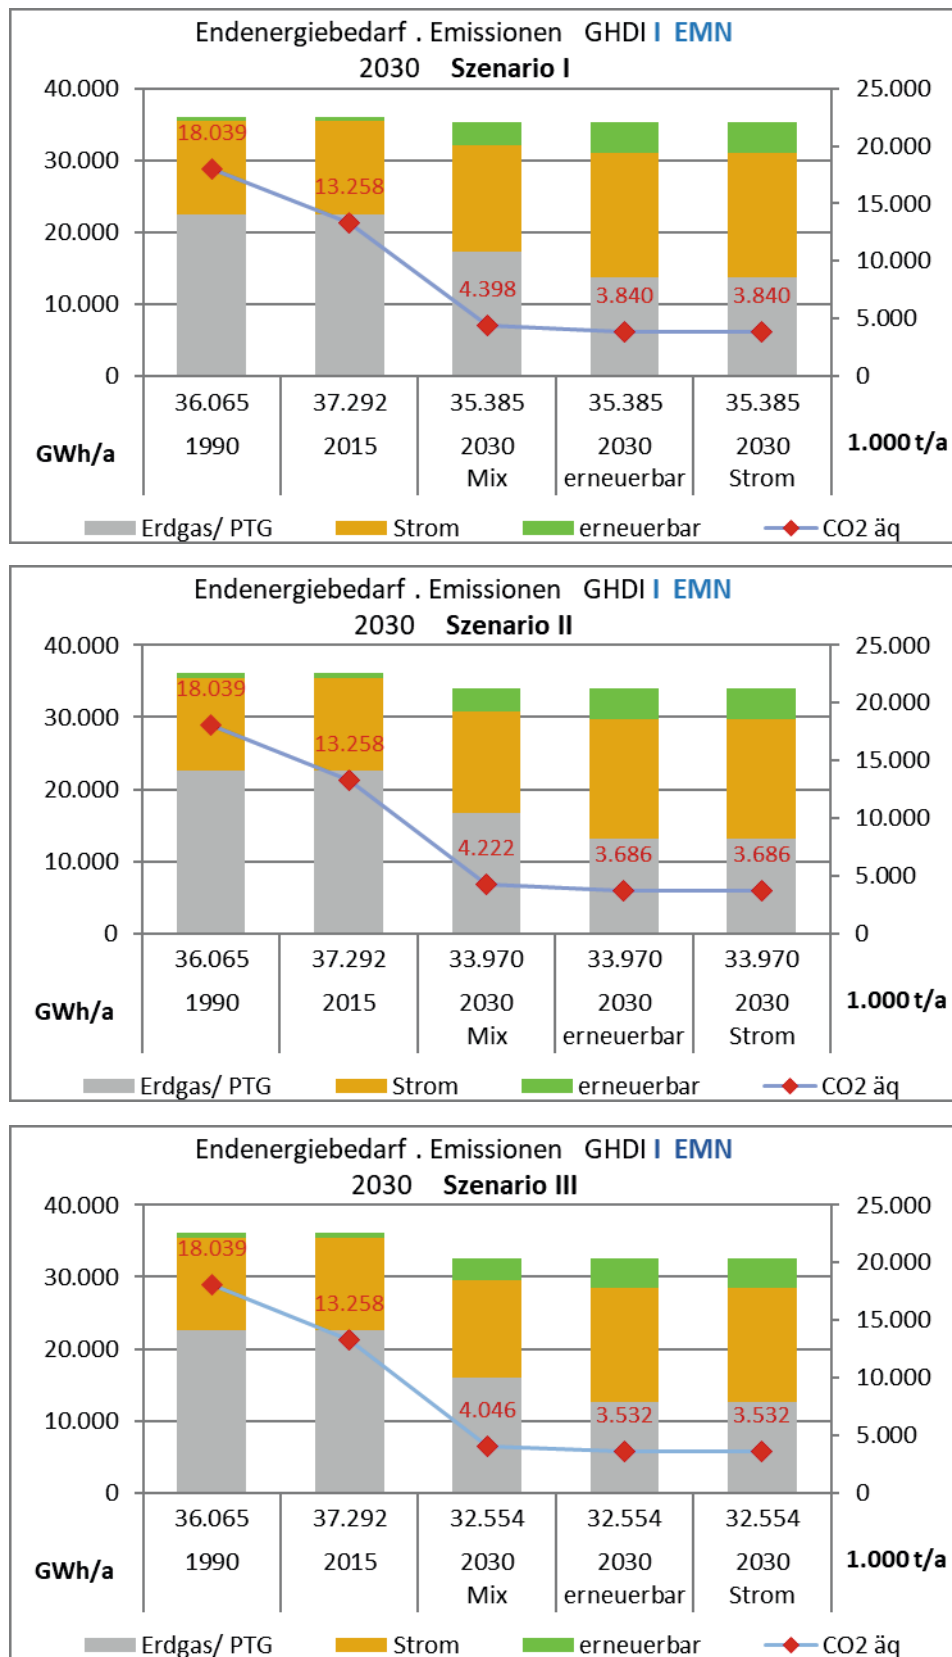 Endenergiebedarf . Emissionen GHDI I EMN
2030 Szenario I
40.000 25.000
18.039
30.000 20.000
13.258
15.000
20.000
10.000
4.398 3.840 3.840
10.000 5.000
0 0
36.065 37.292 35.385 35.385 35.385
GWh/a 1990 2015 2030 2030 2030 1.000 t/a
Mix erneuerbar Strom
Erdgas/ PTG Strom erneuerbar CO2 äq
Endenergiebedarf . Emissionen GHDI I EMN
2030 Szenario II
40.000 25.000
18.039
30.000 20.000
13.258
15.000
20.000
10.000
4.222 3.686 3.686
10.000 5.000
0 0
36.065 37.292 33.970 33.970 33.970
GWh/a 1990 2015 2030 2030 2030 1.000 t/a
Mix erneuerbar Strom
Erdgas/ PTG Strom erneuerbar CO2 äq
Endenergiebedarf . Emissionen GHDI I EMN
2030 Szenario III
40.000 25.000
18.039
30.000 20.000
13.258
15.000
20.000
10.000
4.046 3.532 3.532
10.000 5.000
0 0
36.065 37.292 32.554 32.554 32.554
GWh/a 1990 2015 2030 2030 2030 1.000 t/a
Mix erneuerbar Strom
Erdgas/ PTG Strom erneuerbar CO2 äq